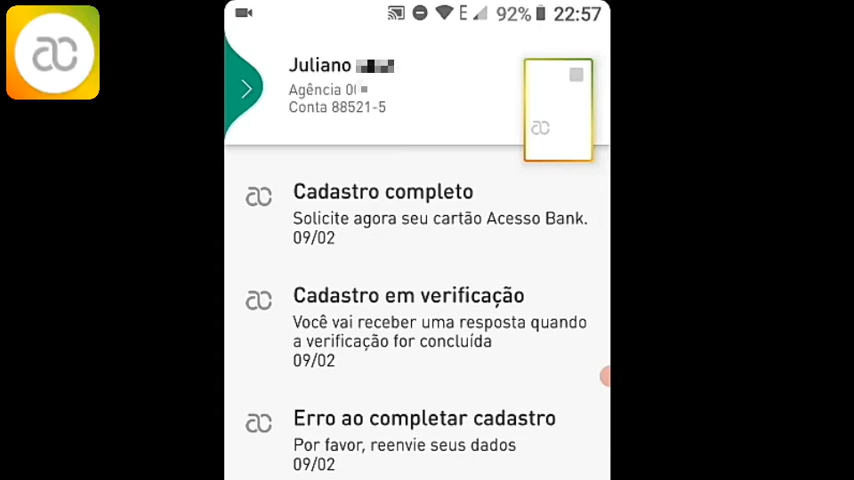 E 92% 22:57
Juliano
Agência 0
Conta 88521-5
Cadastro completo
Solicite agora seu cartão Acesso Bank.
09/02
Cadastro em verificação
Você vai receber uma resposta quando
a verificação for concluída
09/02
Erro ao completar cadastro
Por favor, reenvie seus dados
09/02